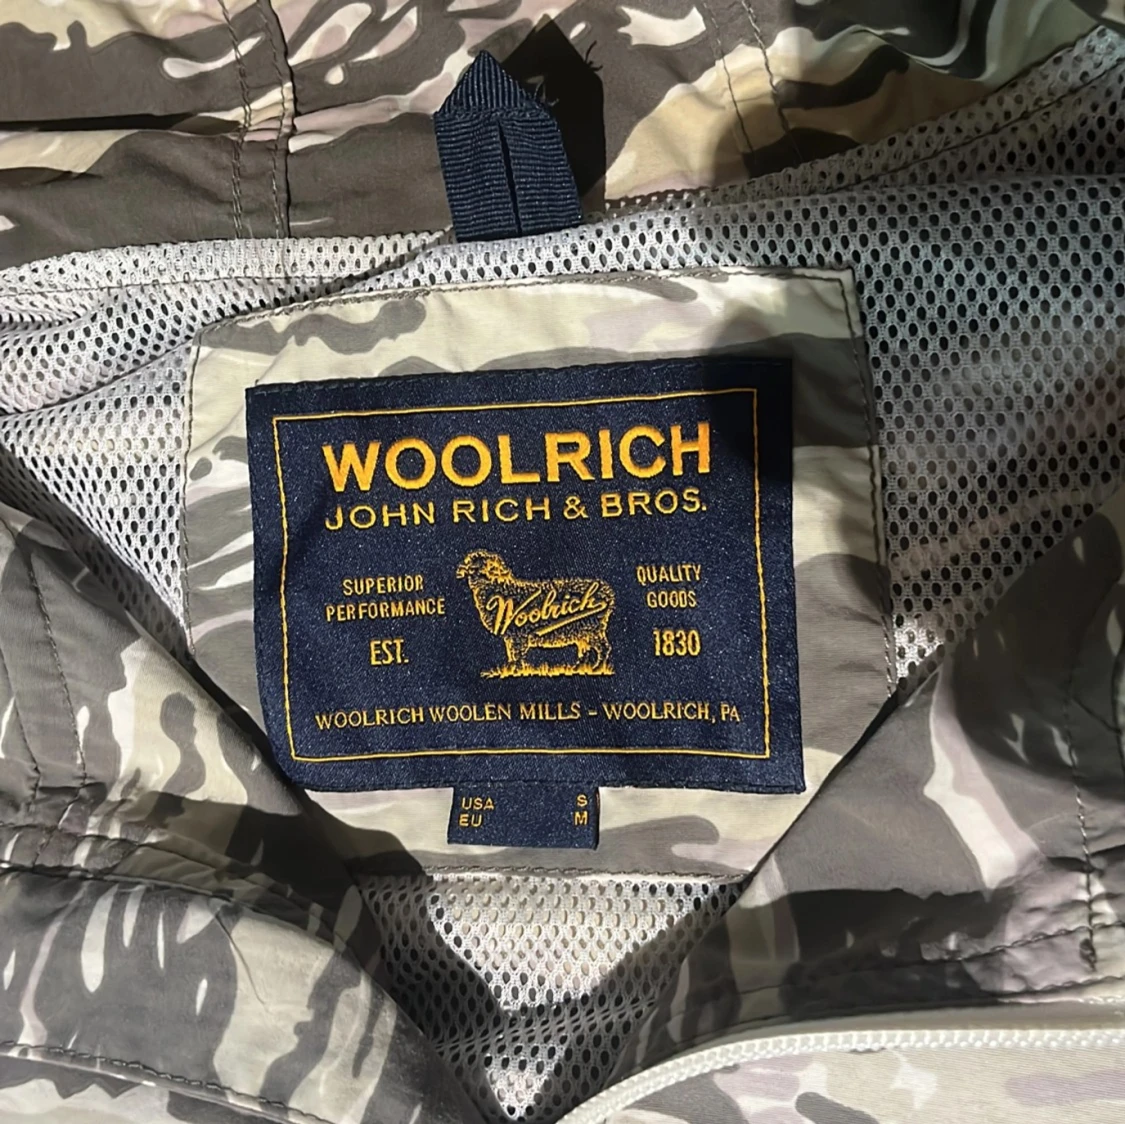 WOOLRICH
JOHN RICH & BROS.
SUPERIOR
PERFORMANCE
EST.
Woolrich
QUALITY
GOODS
1830
WOOLRICH WOOLEN MILLS - WOOLRICH, PA
USA S
EU M